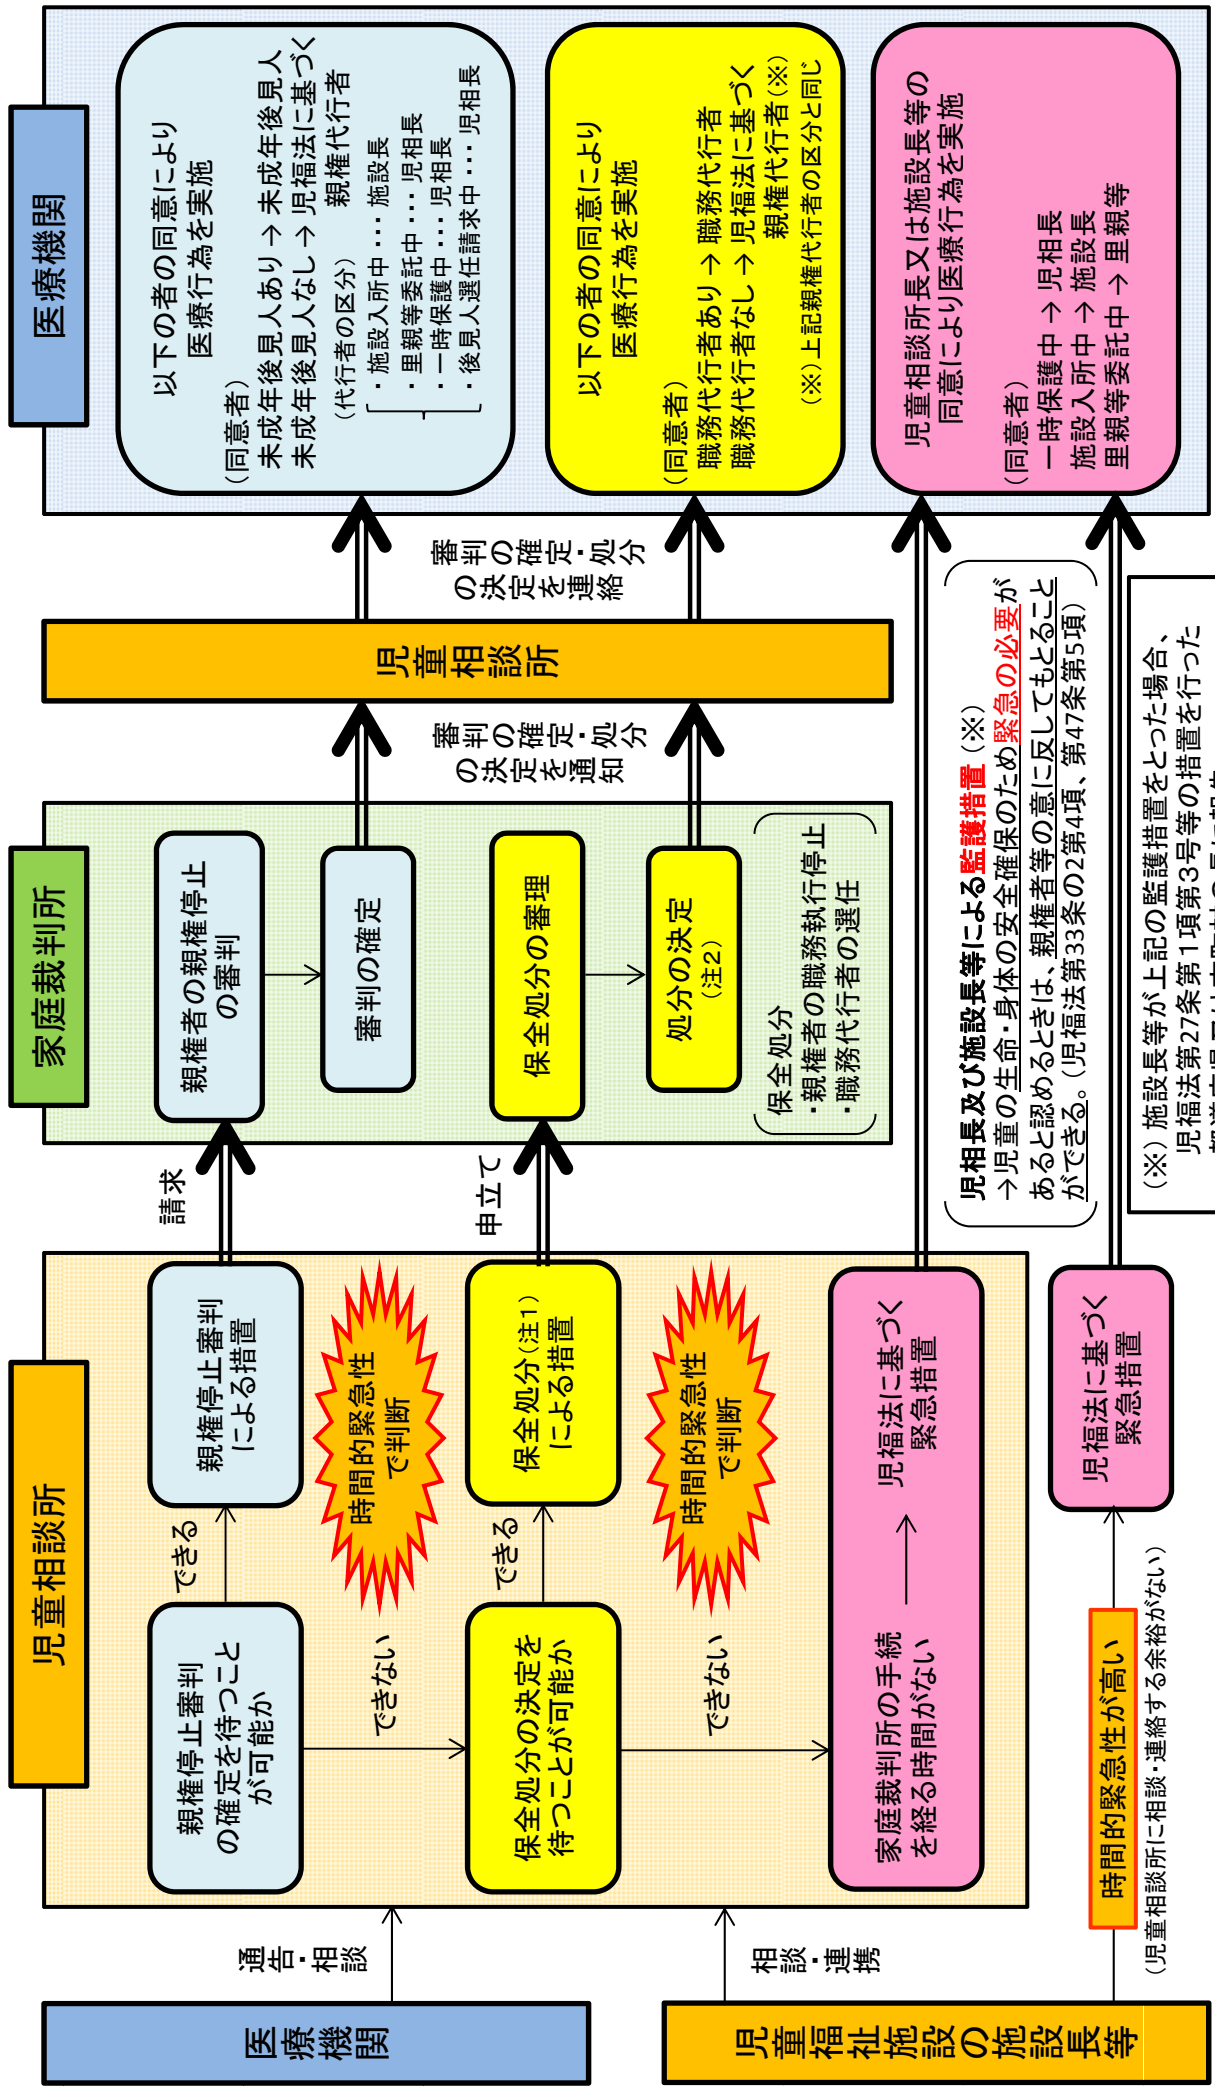 医療機関
児童福祉施設の施設長等
通告・相談
相談・連携
児童相談所
親権停止審判
の確定を待つこと
が可能か
できる
親権停止審判
による措置
できない
時間的緊急性
で判断
保全処分の決定を
待つことが可能か
できる
保全処分(注1)
による措置
できない
時間的緊急性
で判断
家庭裁判所の手続
を経る時間がない
児福法に基づく
緊急措置
時間的緊急性が高い
(児童相談所に相談・連絡する余裕がない)
児福法に基づく
緊急措置
請求
申立て
家庭裁判所
親権者の親権停止
の審判
審判の確定
保全処分の審理
処分の決定
(注2)
保全処分
・親権者の職務執行停止
・職務代行者の選任
審判の確定・処分
の決定を通知
児童相談所
審判の確定・処分
の決定を連絡
児相長及び施設長等による監護措置(※)
→児童の生命・身体の安全確保のため緊急の必要が
あると認めるときは、親権者等の意に反してもとること
ができる。(児福法第33条の2第4項、第47条第5項)
(※)施設長等が上記の監護措置をとった場合、
児福法第27条第1項第3号等の措置を行った
医療機関
以下の者の同意により
医療行為を実施
(同意者)
未成年後見人あり → 未成年後見人
未成年後見人なし → 児福法に基づく
親権代行者
(代行者の区分)
・施設入所中 ・・・ 施設長
・里親等委託中 ・・・ 児相長
・一時保護中 ・・・ 児相長
・後見人選任請求中 ・・・ 児相長
以下の者の同意により
医療行為を実施
(同意者)
職務代行者あり → 職務代行者
職務代行者なし → 児福法に基づく
親権代行者(※)
(※)上記親権代行者の区分と同じ
児童相談所長又は施設長等の
同意により医療行為を実施
(同意者)
一時保護中 → 児相長
施設入所中 → 施設長
里親等委託中 → 里親等